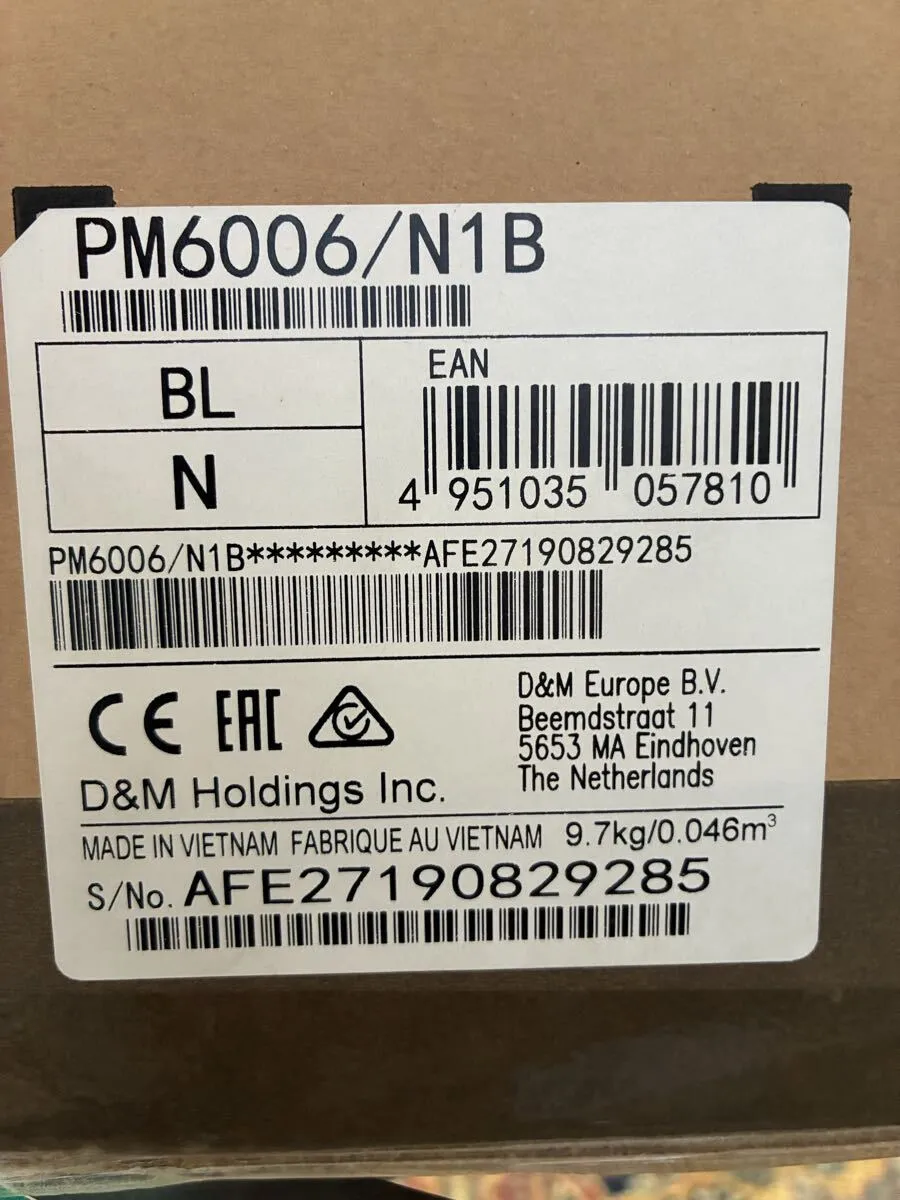 PM6006/N1B
BL
N
EAN
4 951035 057810
PM6006/N1B*********AFE27190829285
CE EAC
D&M Europe B.V.
Beemdstraat 11
5653 MA Eindhoven
The Netherlands
D&M Holdings Inc.
MADE IN VIETNAM FABRIQUE AU VIETNAM 9.7kg/0.046m³
S/No. AFE27190829285